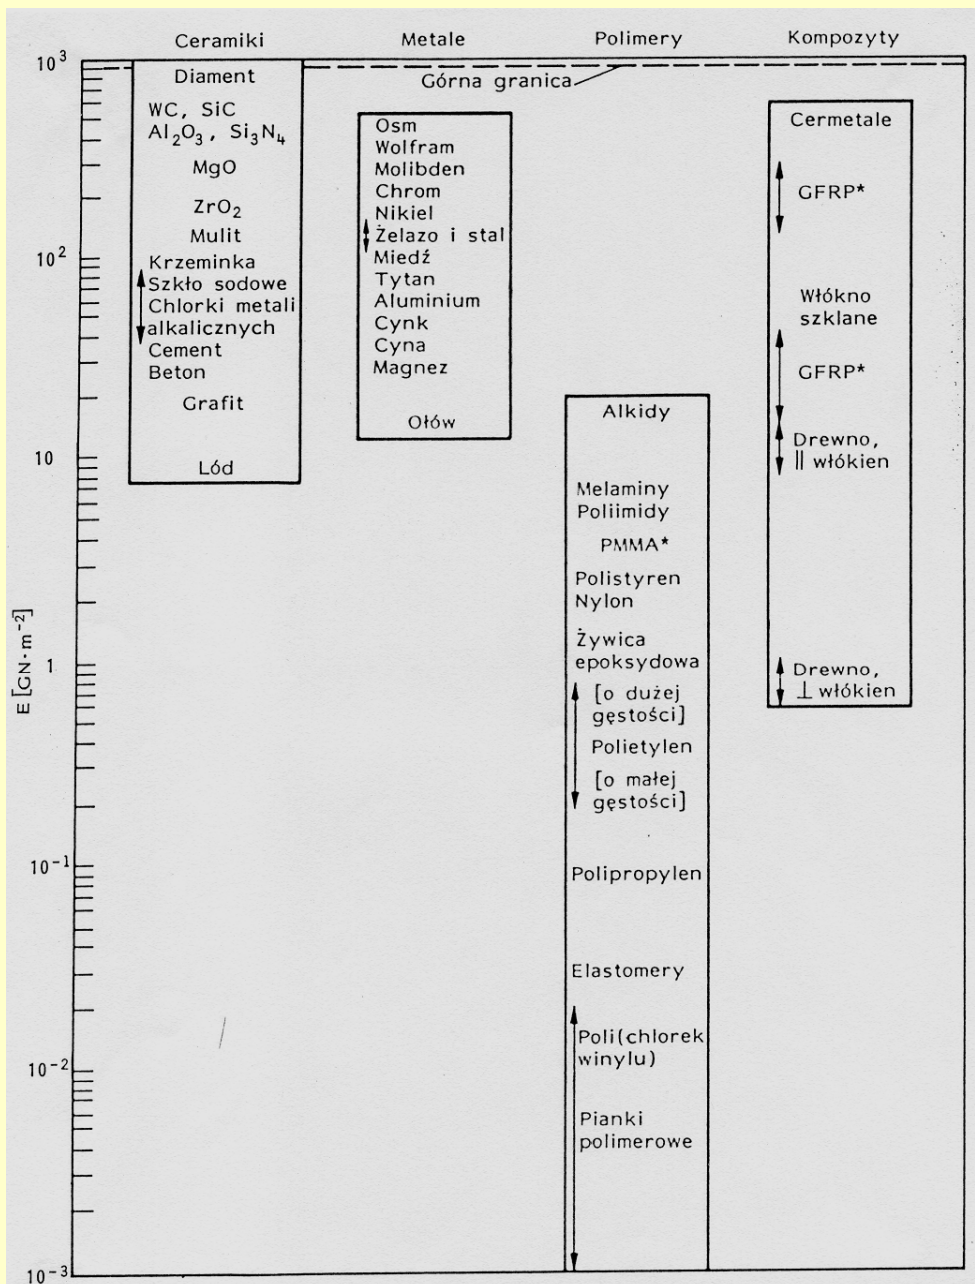 Ceramiki
Metale
Polimery
Kompozyty
E [GN·m⁻²]
10³
10²
10
1
10⁻¹
10⁻²
10⁻³
Górna granica
Diament
WC, SiC
Al₂O₃, Si₃N₄
MgO
ZrO₂
Mulit
Krzeminka
Szkło sodowe
Chlorki metali
alkalicznych
Cement
Beton
Grafit
Lód
Osm
Wolfram
Molibden
Chrom
Nikiel
Żelazo i stal
Miedź
Tytan
Aluminium
Cynk
Cyna
Magnez
Ołów
Alkidy
Melaminy
Poliimidy
PMMA*
Polistyren
Nylon
Żywica
epoksydowa
[o dużej
gęstości]
Polietylen
[o małej
gęstości]
Polipropylen
Elastomery
Poli(chlorek
winylu)
Pianki
polimerowe
Cermetale
GFRP*
Włókno
szklane
GFRP*
Drewno,
|| włókien
Drewno,
⊥ włókien